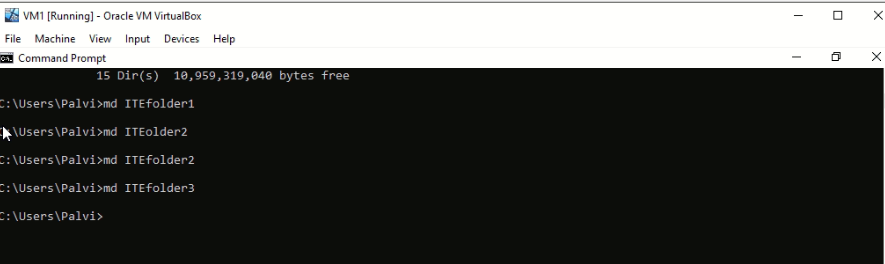 VM1 [Running] - Oracle VM VirtualBox
File Machine View Input Devices Help
Command Prompt
15 Dir(s) 10,959,319,040 bytes free
C:\Users\Palvi>md ITEfolder1
C:\Users\Palvi>md ITEolder2
C:\Users\Palvi>md ITEfolder2
C:\Users\Palvi>md ITEfolder3
C:\Users\Palvi>